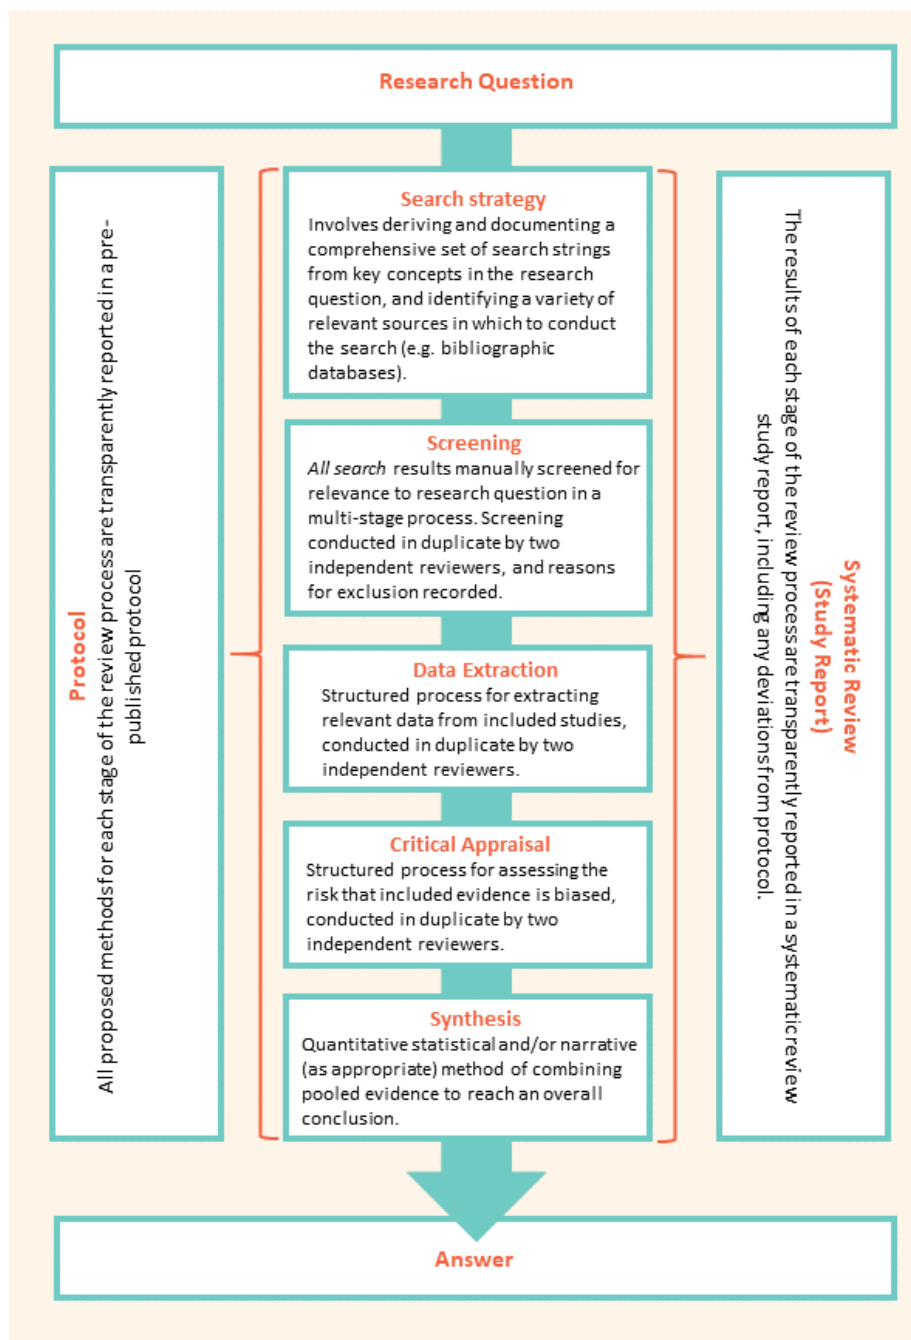 Research Question
Protocol
All proposed methods for each stage of the review process are transparently reported in a pre-
published protocol
Search strategy
Involves deriving and documenting a
comprehensive set of search strings
from key concepts in the research
question, and identifying a variety of
relevant sources in which to conduct
the search (e.g. bibliographic
databases).
Screening
All search results manually screened for
relevance to research question in a
multi-stage process. Screening
conducted in duplicate by two
independent reviewers, and reasons
for exclusion recorded.
Data Extraction
Structured process for extracting
relevant data from included studies,
conducted in duplicate by two
independent reviewers.
Critical Appraisal
Structured process for assessing the
risk that included evidence is biased,
conducted in duplicate by two
independent reviewers.
Synthesis
Quantitative statistical and/or narrative
(as appropriate) method of combining
pooled evidence to reach an overall
conclusion.
Systematic Review
(Study Report)
The results of each stage of the review process are transparently reported in a systematic review
study report, including any deviations from protocol.
Answer